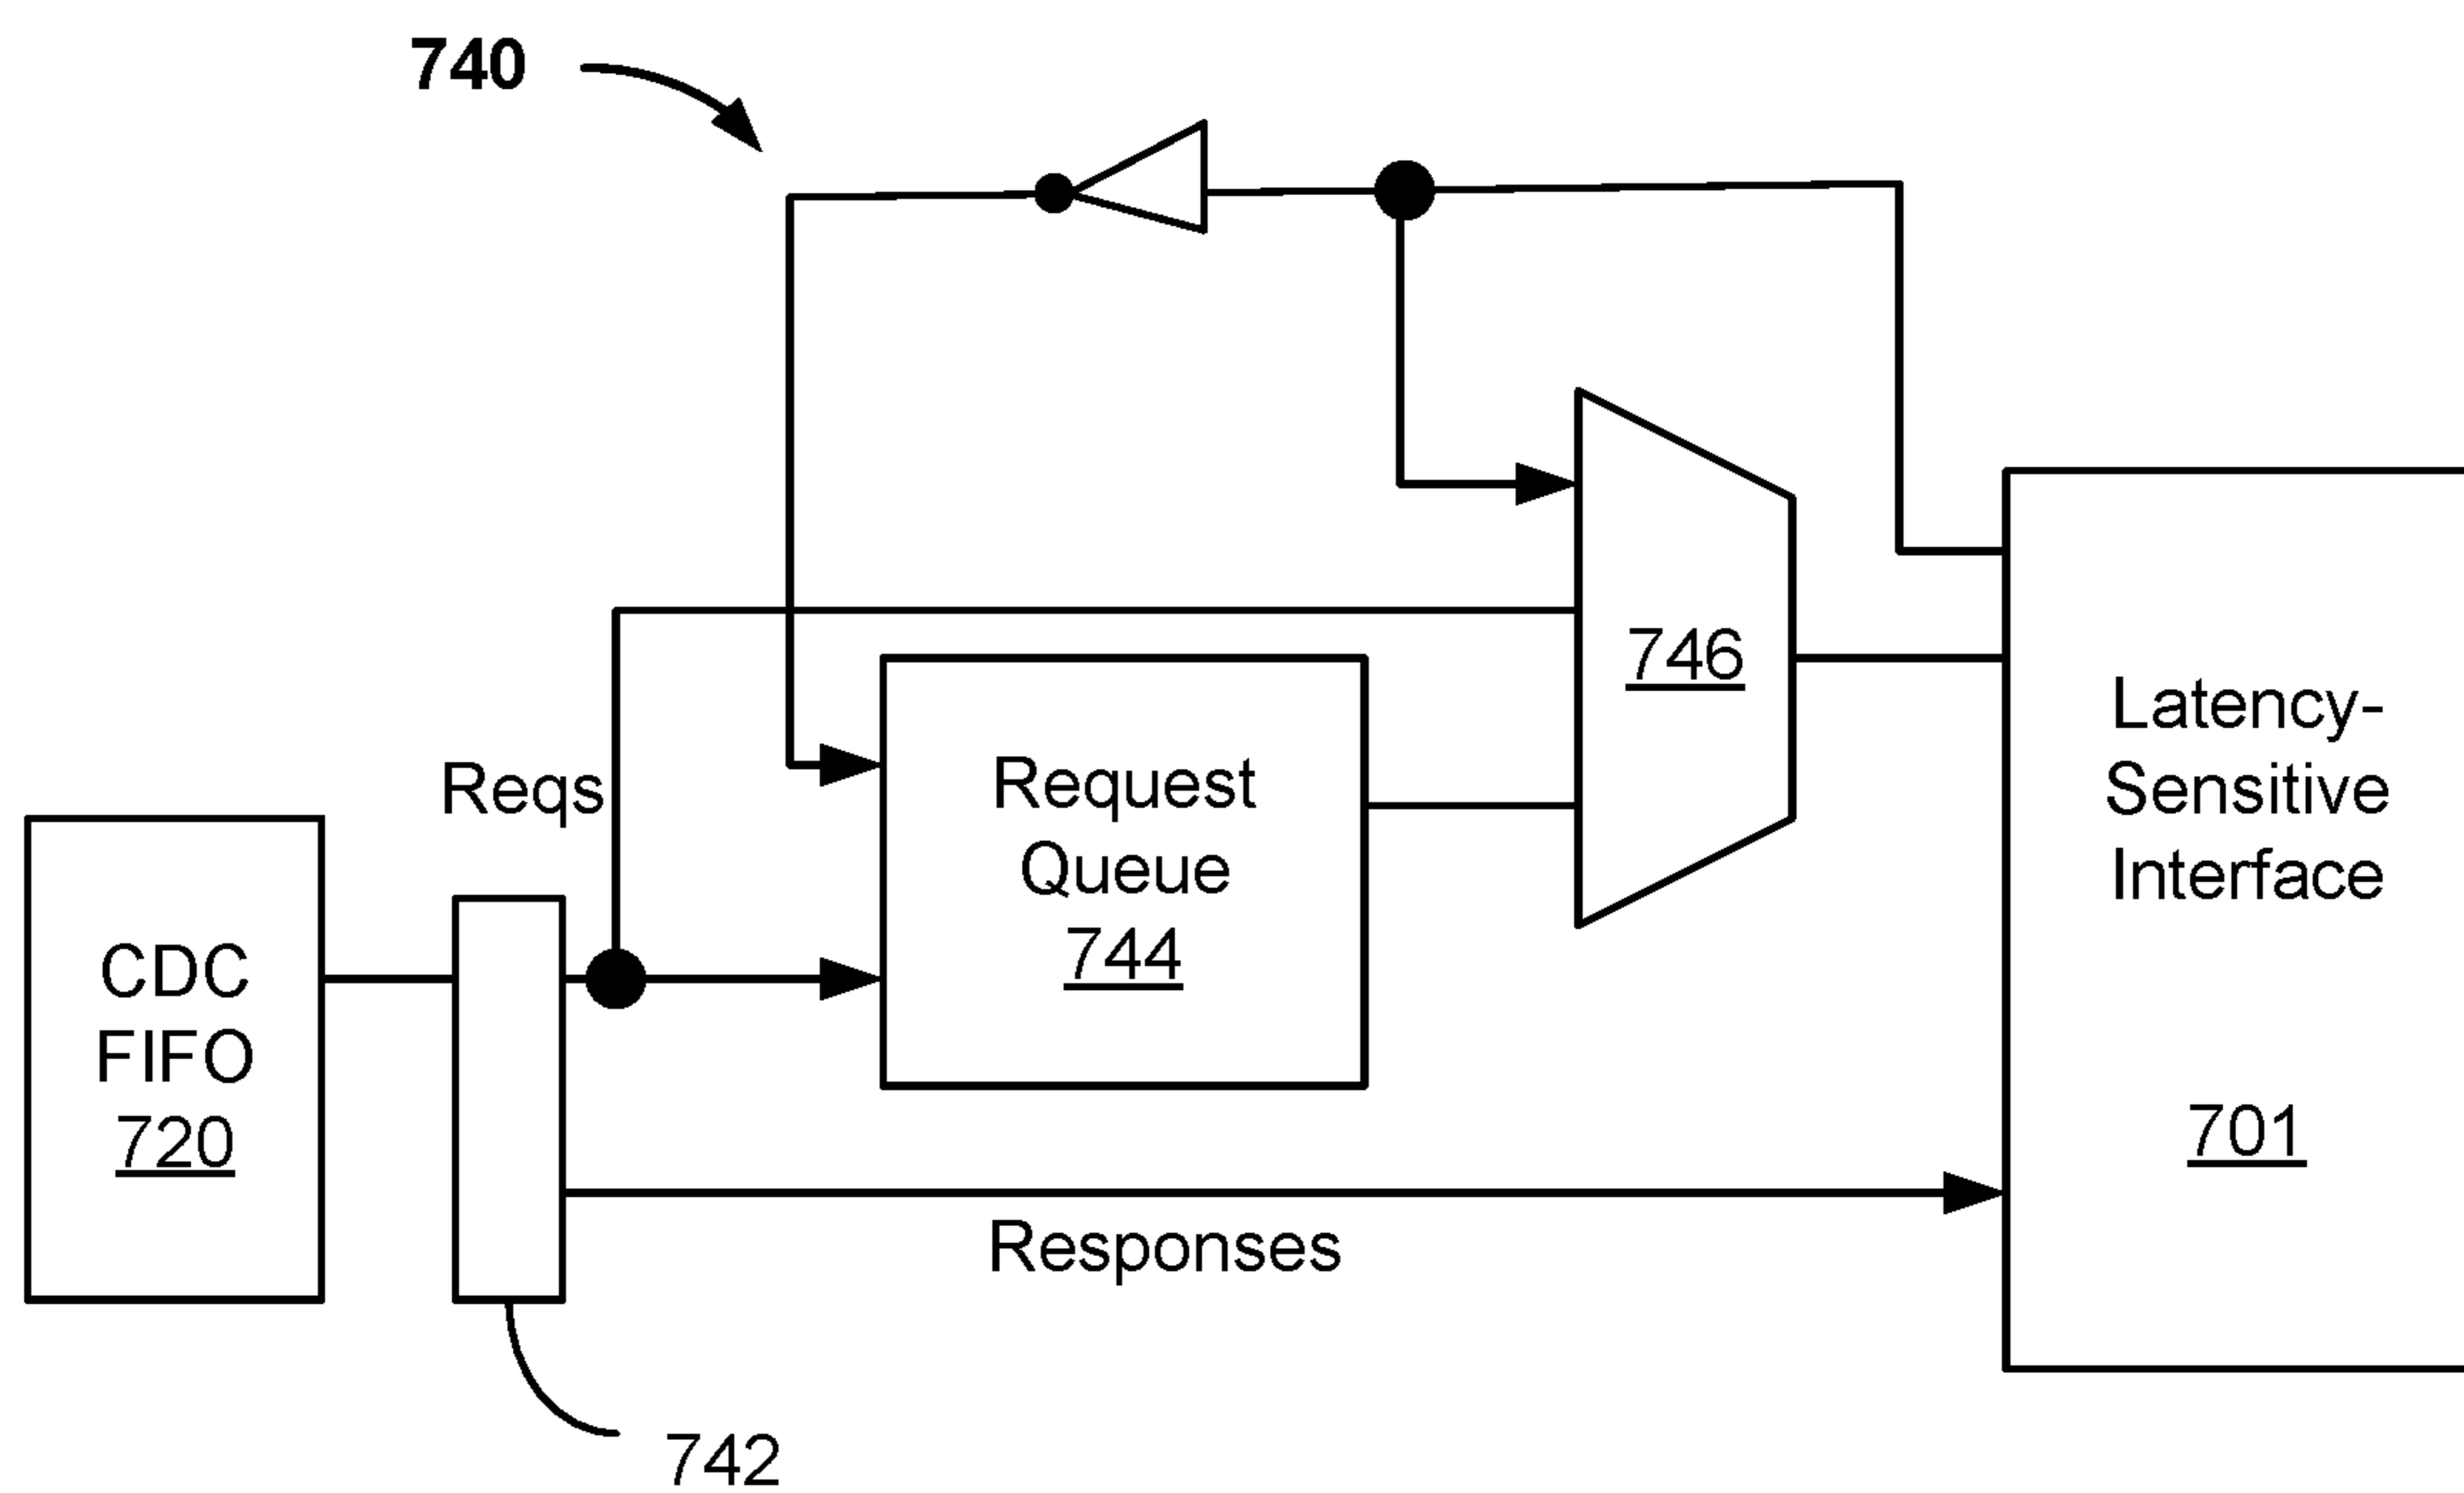 740
746
Latency-
Sensitive
Interface
701
Reqs
Request
Queue
744
CDC
FIFO
720
Responses
742